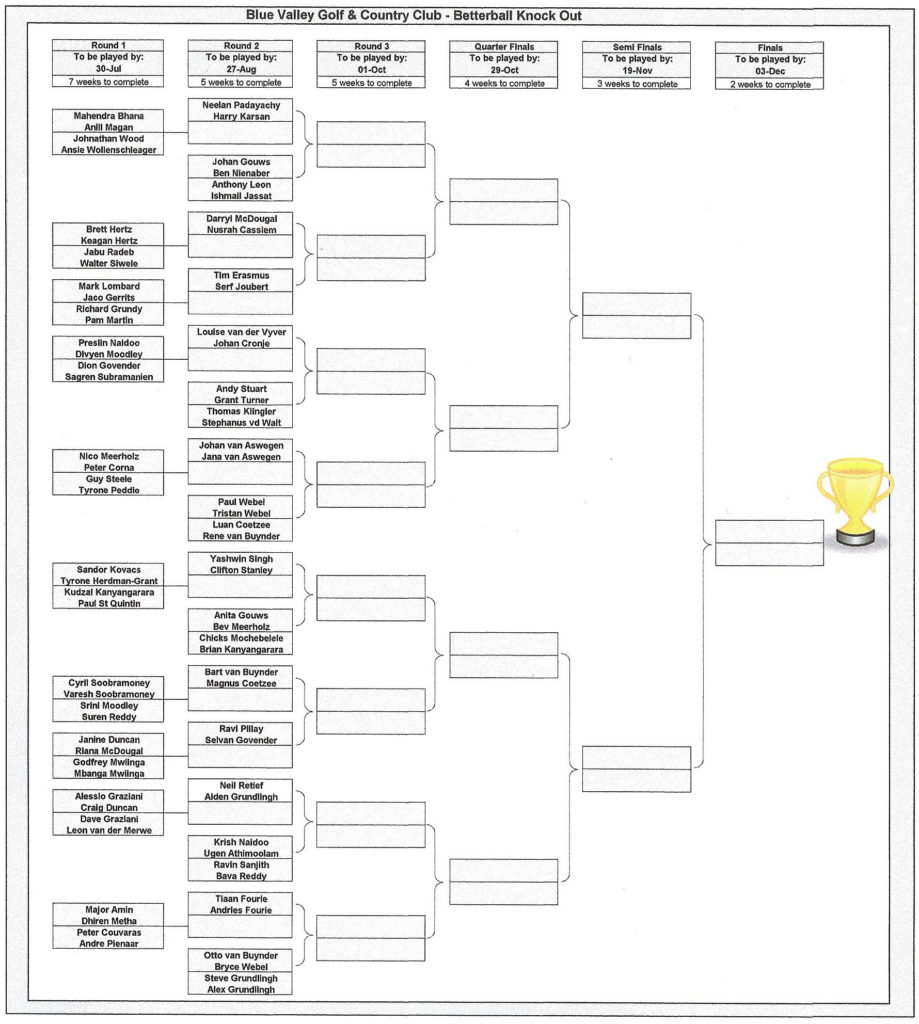 Blue Valley Golf & Country Club - Betterball Knock Out
Round 1
To be played by:
30-Jul
7 weeks to complete
Round 2
To be played by:
27-Aug
5 weeks to complete
Round 3
To be played by:
01-Oct
5 weeks to complete
Quarter Finals
To be played by:
29-Oct
4 weeks to complete
Semi Finals
To be played by:
19-Nov
3 weeks to complete
Finals
To be played by:
03-Dec
2 weeks to complete
Mahendra Bhana
Anill Magan
Johnathan Wood
Ansie Wollenschleager
Brett Hertz
Keagan Hertz
Jabu Radeb
Walter Siwele
Mark Lombard
Jaco Gerrits
Richard Grundy
Pam Martin
Preslin Naidoo
Divyen Moodley
Dion Govender
Sagren Subramanien
Nico Meerholz
Peter Corna
Guy Steele
Tyrone Peddie
Sandor Kovacs
Tyrone Herdman-Grant
Kudzai Kanyangarara
Paul St Quintin
Cyril Soobramoney
Varesh Soobramoney
Srini Moodley
Suren Reddy
Janine Duncan
Riana McDougal
Godfrey Mwiinga
Mbanga Mwiinga
Alessio Graziani
Craig Duncan
Dave Graziani
Leon van der Merwe
Major Amin
Dhiren Metha
Peter Couvaras
Andre Pienaar
Neelan Padayachy
Harry Karsan
Johan Gouws
Ben Nienaber
Anthony Leon
Ishmail Jassat
Darryl McDougal
Nusrah Cassiem
Tim Erasmus
Serf Joubert
Louise van der Vyver
Johan Cronje
Andy Stuart
Grant Turner
Thomas Klingler
Stephanus vd Walt
Johan van Aswegen
Jana van Aswegen
Paul Webel
Tristan Webel
Luan Coetzee
Rene van Buynder
Yashwin Singh
Clifton Stanley
Anita Gouws
Bev Meerholz
Chicks Mochebelele
Brian Kanyangarara
Bart van Buynder
Magnus Coetzee
Ravi Pillay
Selvan Govender
Neil Retief
Aiden Grundlingh
Krish Naidoo
Ugen Athimoolam
Ravin Sanjith
Bava Reddy
Tiaan Fourie
Andries Fourie
Otto van Buynder
Bryce Webel
Steve Grundlingh
Alex Grundlingh